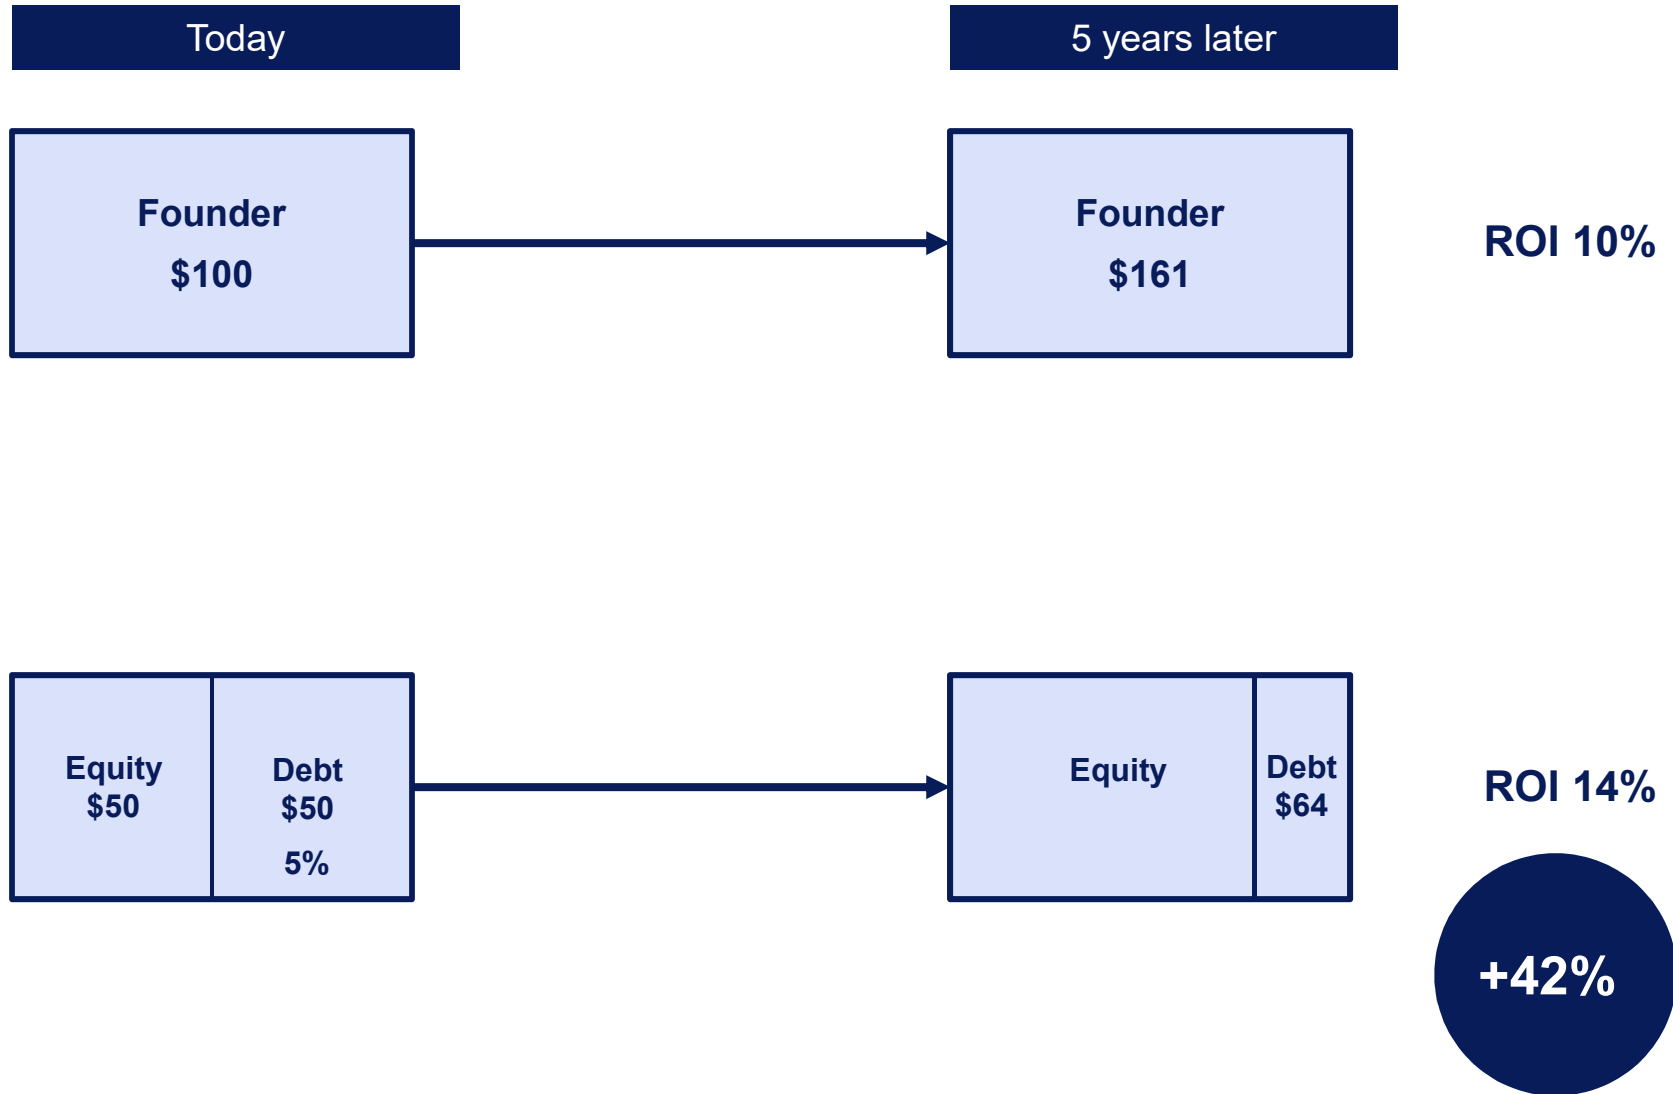 Today
5 years later
Founder
$100
Founder
$161
ROI 10%
Equity
$50
Debt
$50
5%
Equity
Debt
$64
ROI 14%
+42%